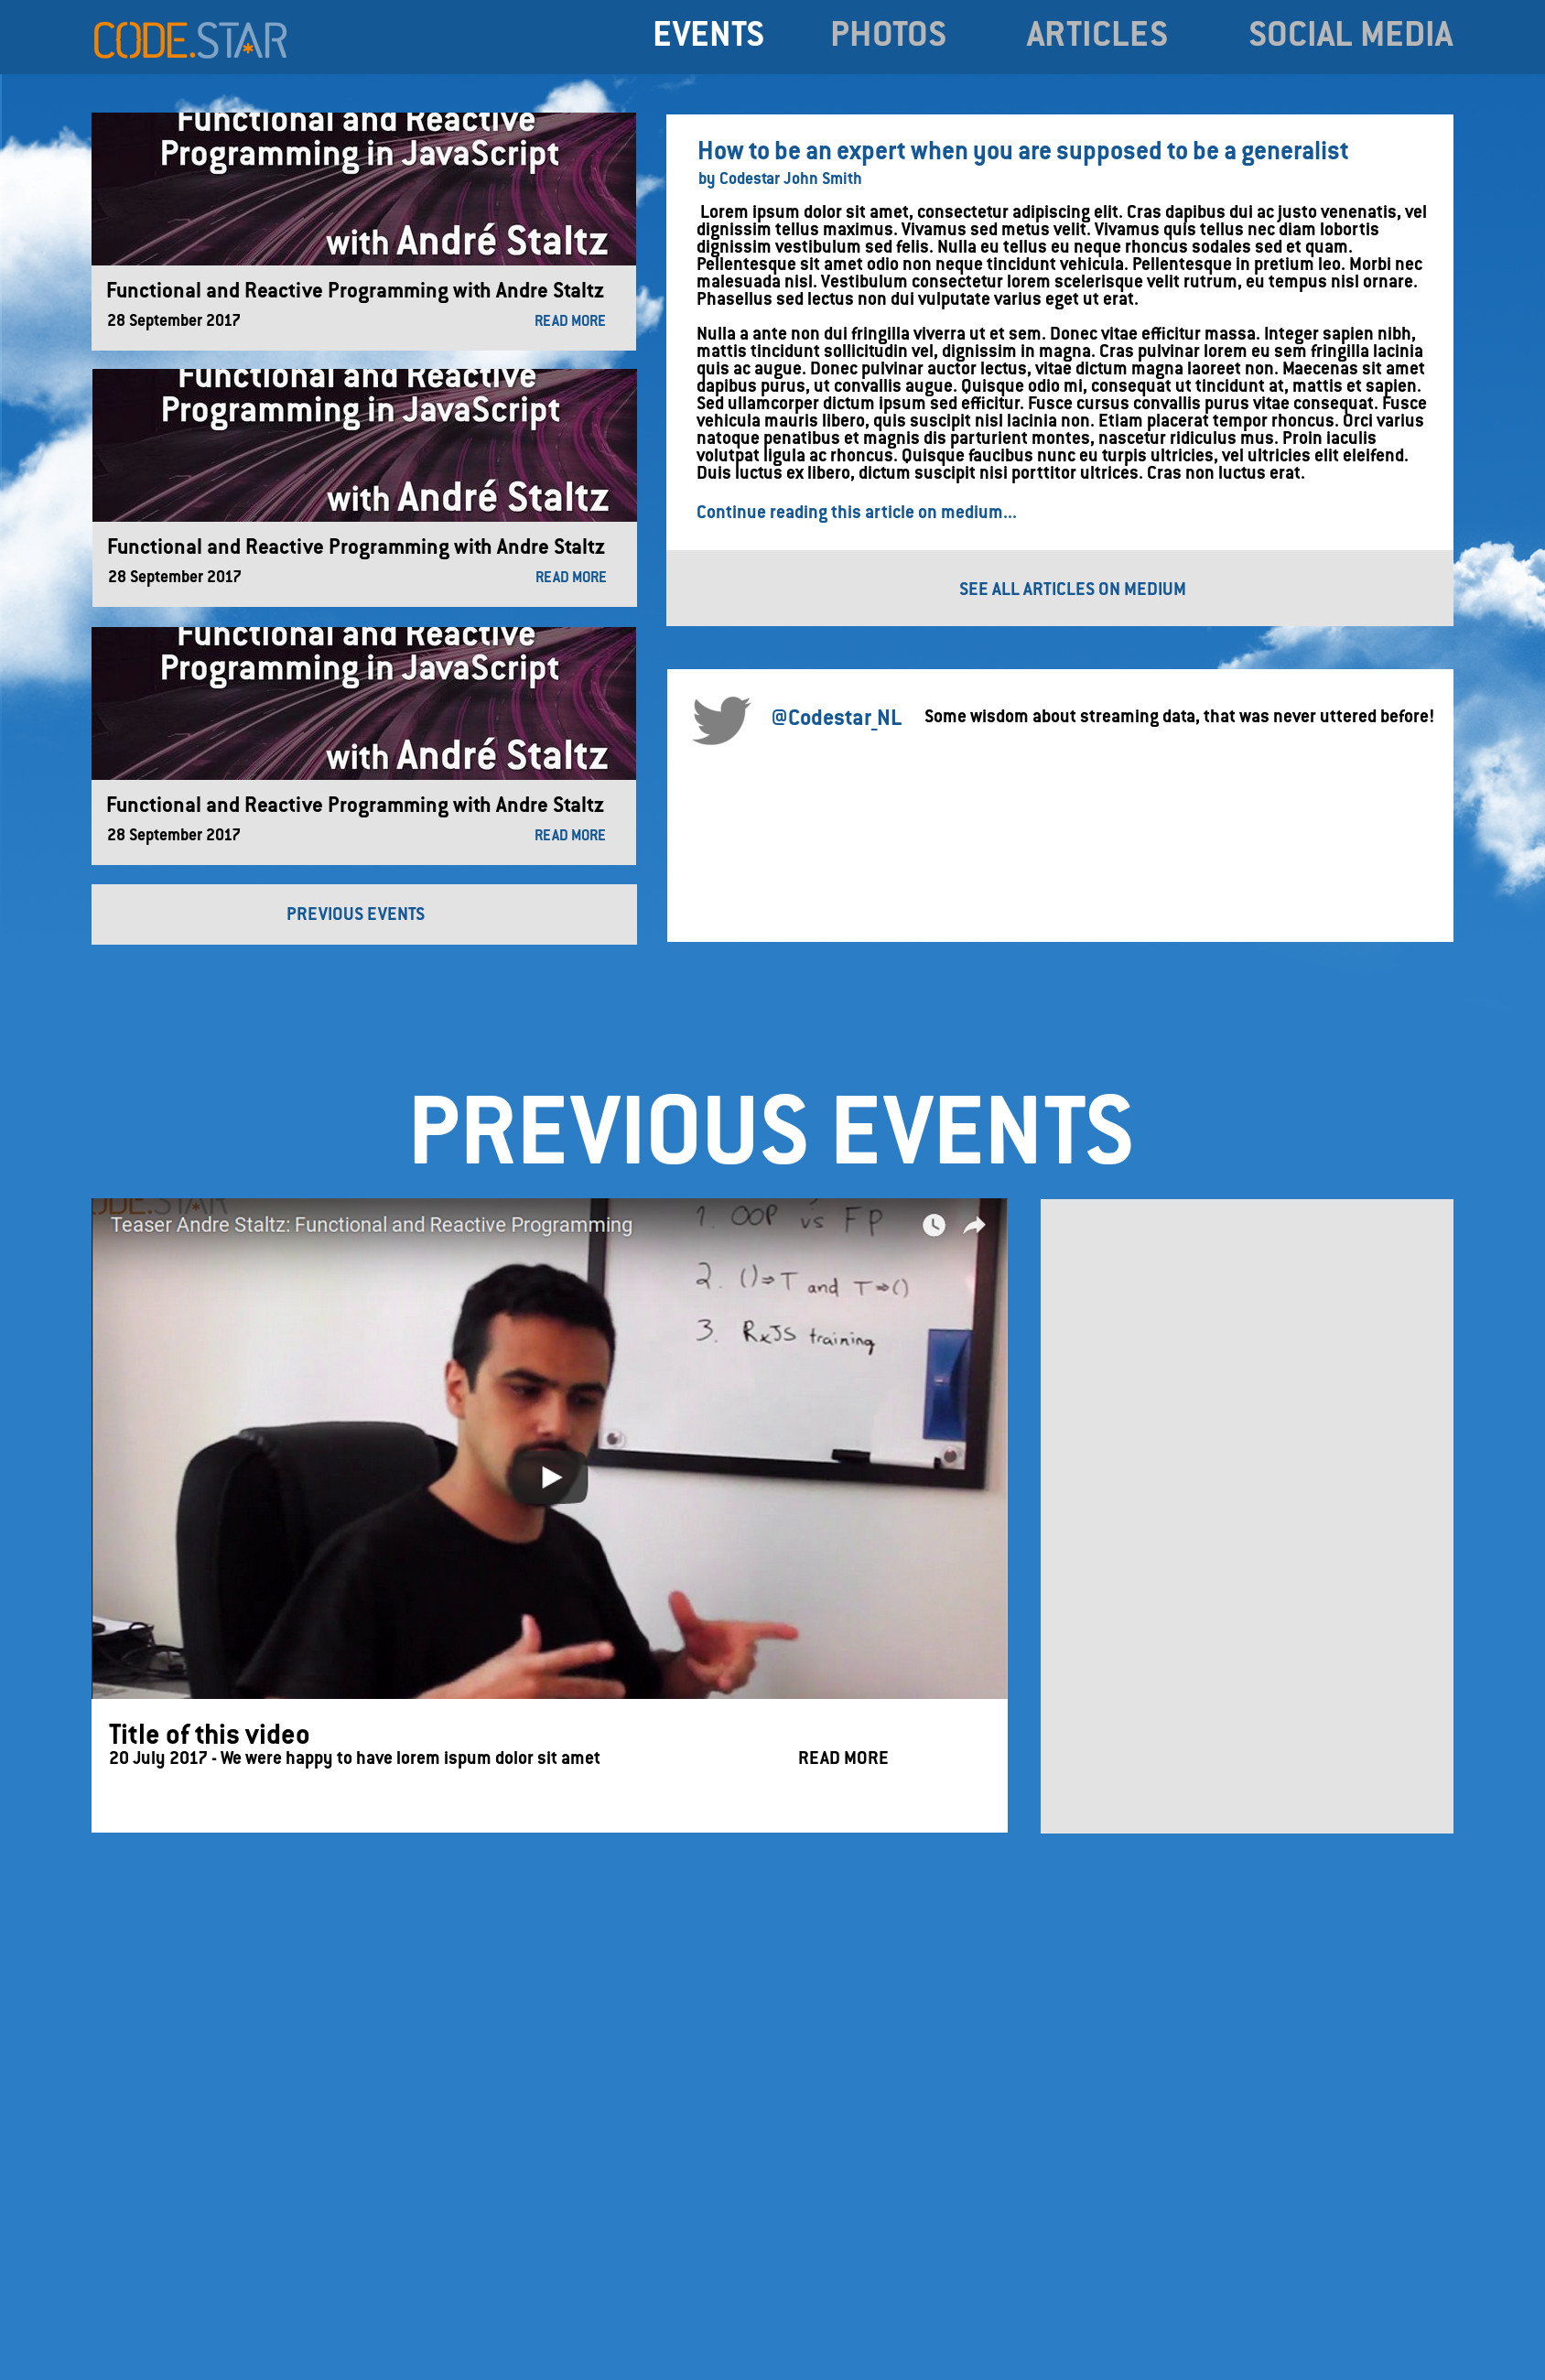 CODE.STAR
EVENTS
PHOTOS
ARTICLES
SOCIAL MEDIA
Functional and Reactive
Programming in JavaScript
with André Staltz
Functional and Reactive Programming with Andre Staltz
28 September 2017
READ MORE
Functional and Reactive
Programming in JavaScript
with André Staltz
Functional and Reactive Programming with Andre Staltz
28 September 2017
READ MORE
Functional and Reactive
Programming in JavaScript
with André Staltz
Functional and Reactive Programming with Andre Staltz
28 September 2017
READ MORE
PREVIOUS EVENTS
How to be an expert when you are supposed to be a generalist
by Codestar John Smith
Lorem ipsum dolor sit amet, consectetur adipiscing elit. Cras dapibus dui ac justo venenatis, vel
dignissim tellus maximus. Vivamus sed metus velit. Vivamus quis tellus nec diam lobortis
dignissim vestibulum sed felis. Nulla eu tellus eu neque rhoncus sodales sed et quam.
Pellentesque sit amet odio non neque tincidunt vehicula. Pellentesque in pretium leo. Morbi nec
malesuada nisl. Vestibulum consectetur lorem scelerisque velit rutrum, eu tempus nisl ornare.
Phasellus sed lectus non dui vulputate varius eget ut erat.
Nulla a ante non dui fringilla viverra ut et sem. Donec vitae efficitur massa. Integer sapien nibh,
mattis tincidunt sollicitudin vel, dignissim in magna. Cras pulvinar lorem eu sem fringilla lacinia
quis ac augue. Donec pulvinar auctor lectus, vitae dictum magna laoreet non. Maecenas sit amet
dapibus purus, ut convallis augue. Quisque odio mi, consequat ut tincidunt at, mattis et sapien.
Sed ullamcorper dictum ipsum sed efficitur. Fusce cursus convallis purus vitae consequat. Fusce
vehicula mauris libero, quis suscipit nisl lacinia non. Etiam placerat tempor rhoncus. Orci varius
natoque penatibus et magnis dis parturient montes, nascetur ridiculus mus. Proin iaculis
volutpat ligula ac rhoncus. Quisque faucibus nunc eu turpis ultricies, vel ultricies elit eleifend.
Duis luctus ex libero, dictum suscipit nisi porttitor ultrices. Cras non luctus erat.
Continue reading this article on medium...
SEE ALL ARTICLES ON MEDIUM
@Codestar_NL
Some wisdom about streaming data, that was never uttered before!
PREVIOUS EVENTS
CODE.STAR
Teaser Andre Staltz: Functional and Reactive Programming
1. OOP vs FP
2. ()⇒T and T⇒()
3. RxJS training
Title of this video
20 July 2017 - We were happy to have lorem ispum dolor sit amet
READ MORE